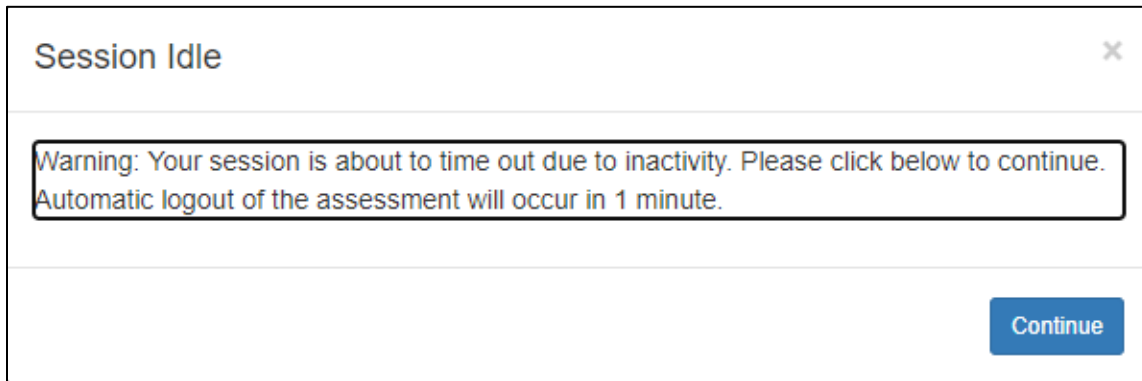 Session Idle ×
Warning: Your session is about to time out due to inactivity. Please click below to continue.
Automatic logout of the assessment will occur in 1 minute.
Continue